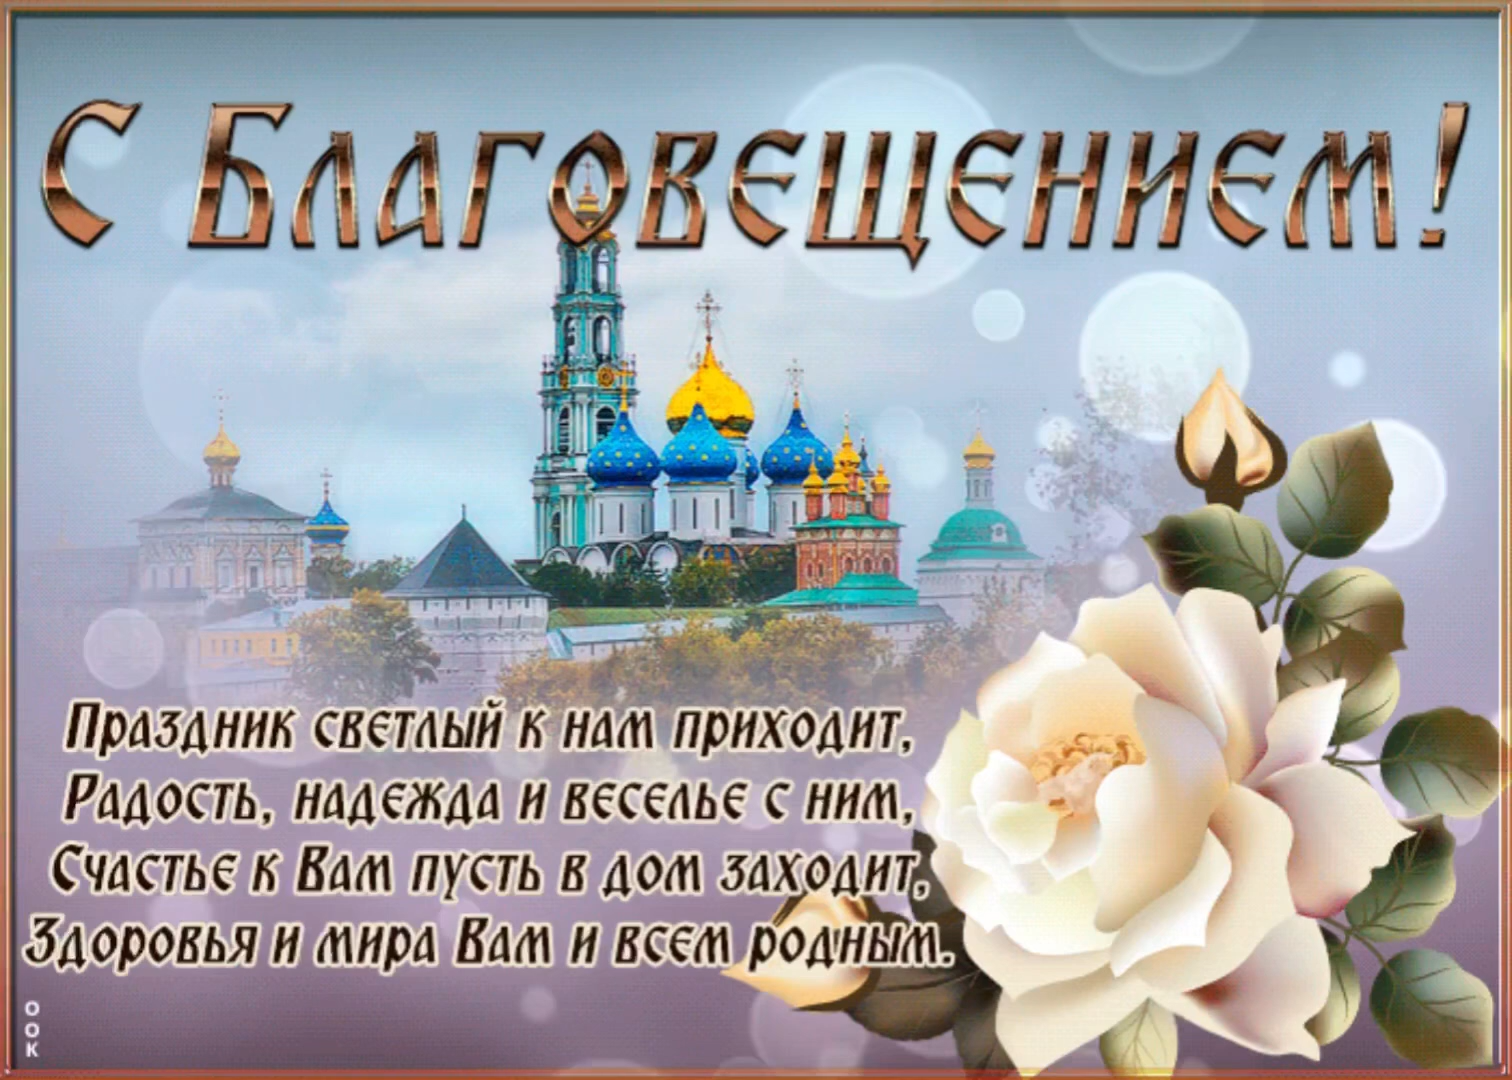 С Благовещением!
Праздник светлый к нам приходит,
Радость, надежда и веселье с ним,
Счастье к Вам пусть в дом заходит,
Здоровья и мира Вам и всем родным.
ООК